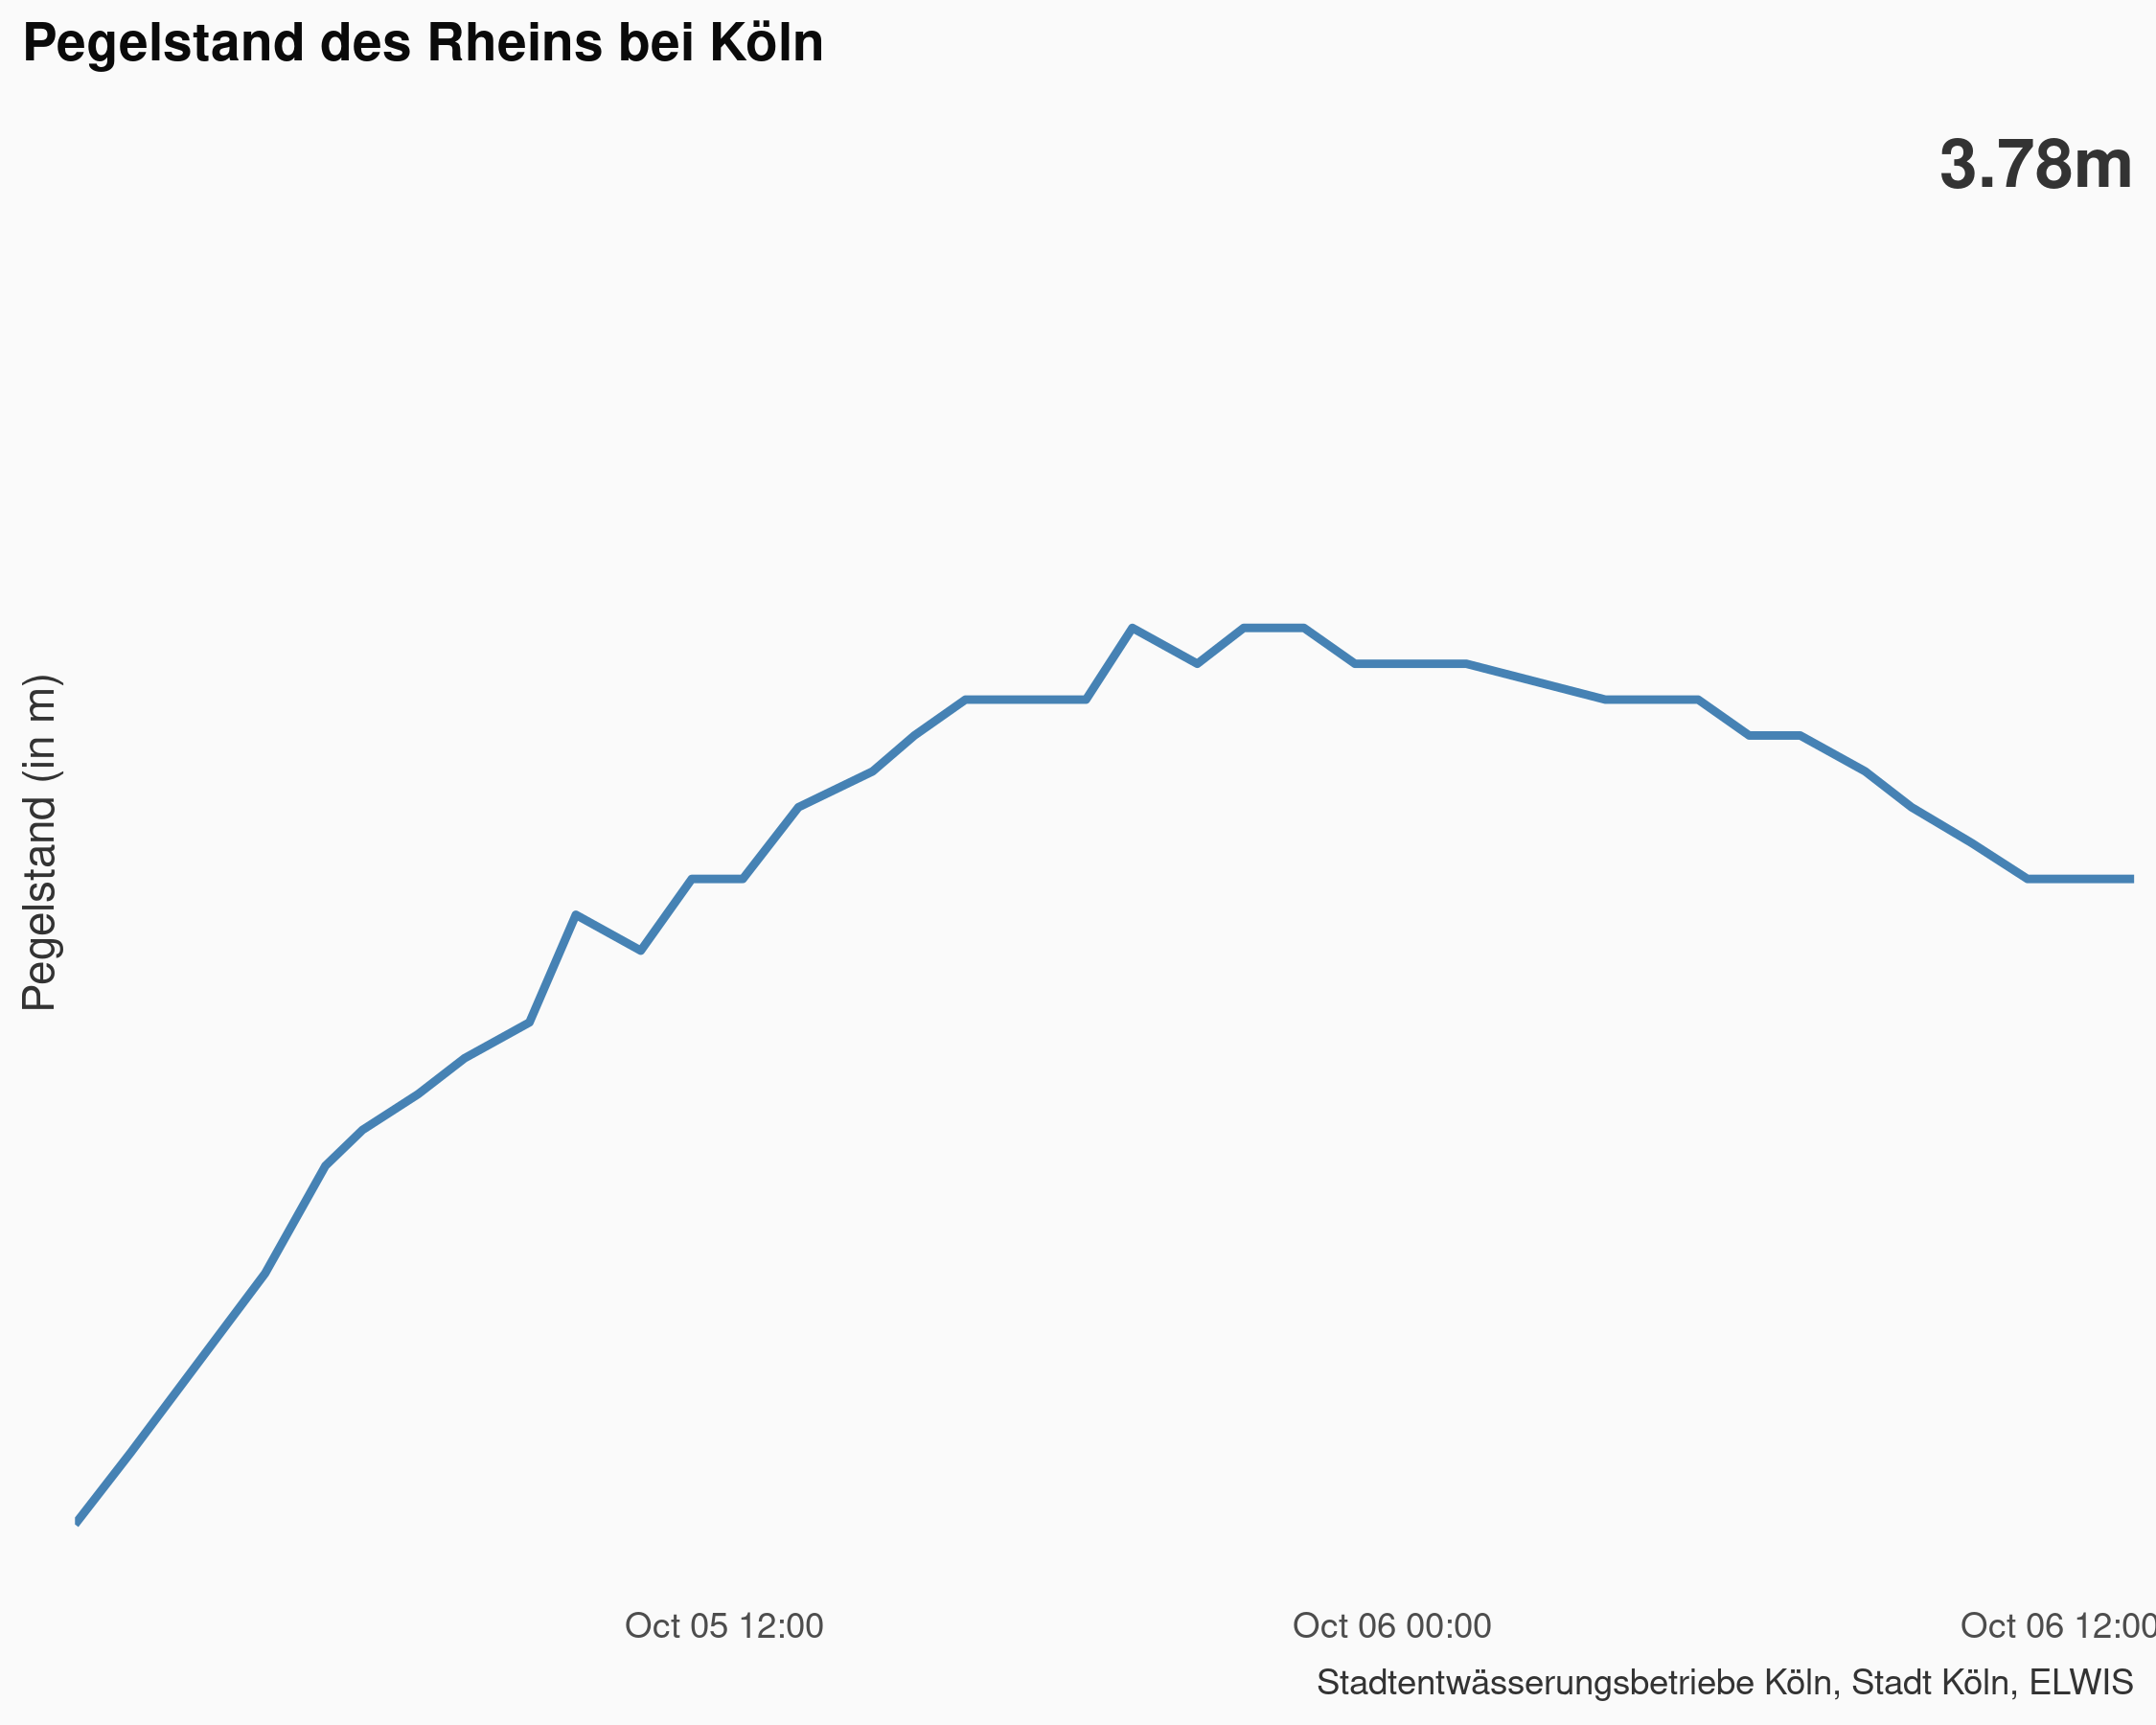 Pegelstand des Rheins bei Köln
3.78m
Pegelstand (in m)
Oct 05 12:00 Oct 06 00:00 Oct 06 12:00
Stadtentwässerungsbetriebe Köln, Stadt Köln, ELWIS